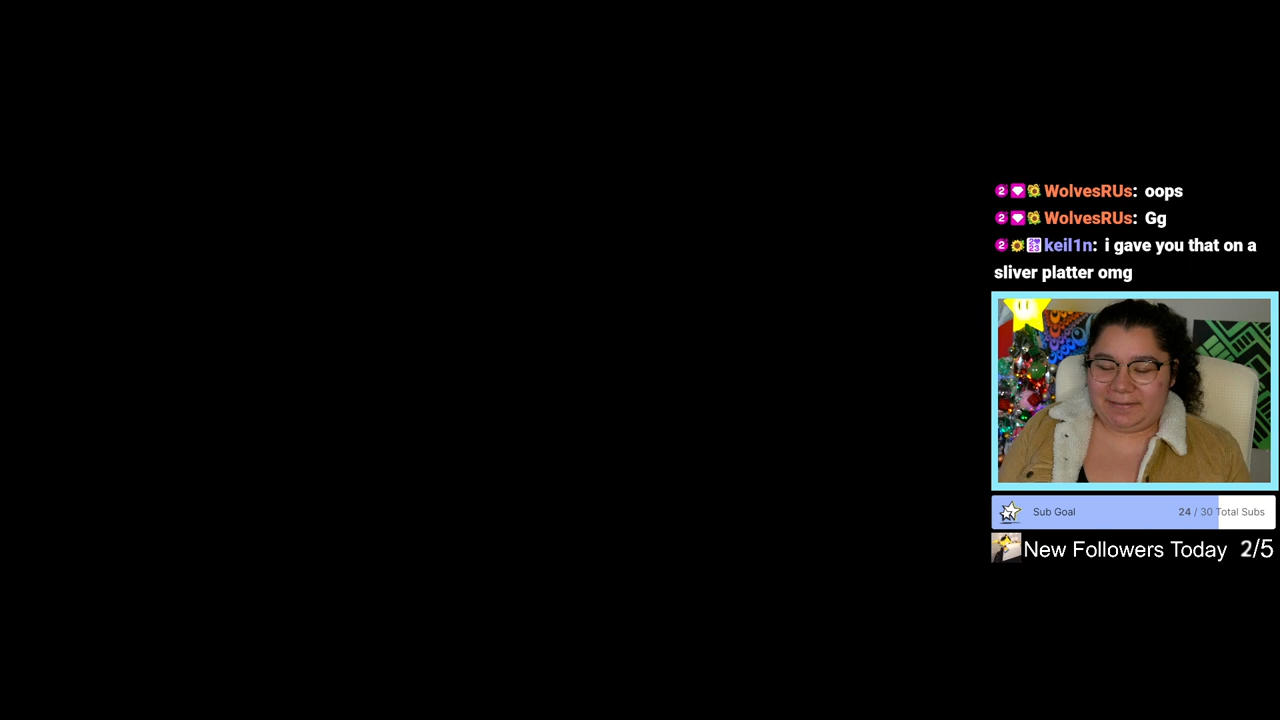 WolvesRUs: oops
WolvesRUs: Gg
keil1n: i gave you that on a
sliver platter omg
Sub Goal 24 / 30 Total Subs
New Followers Today 2/5